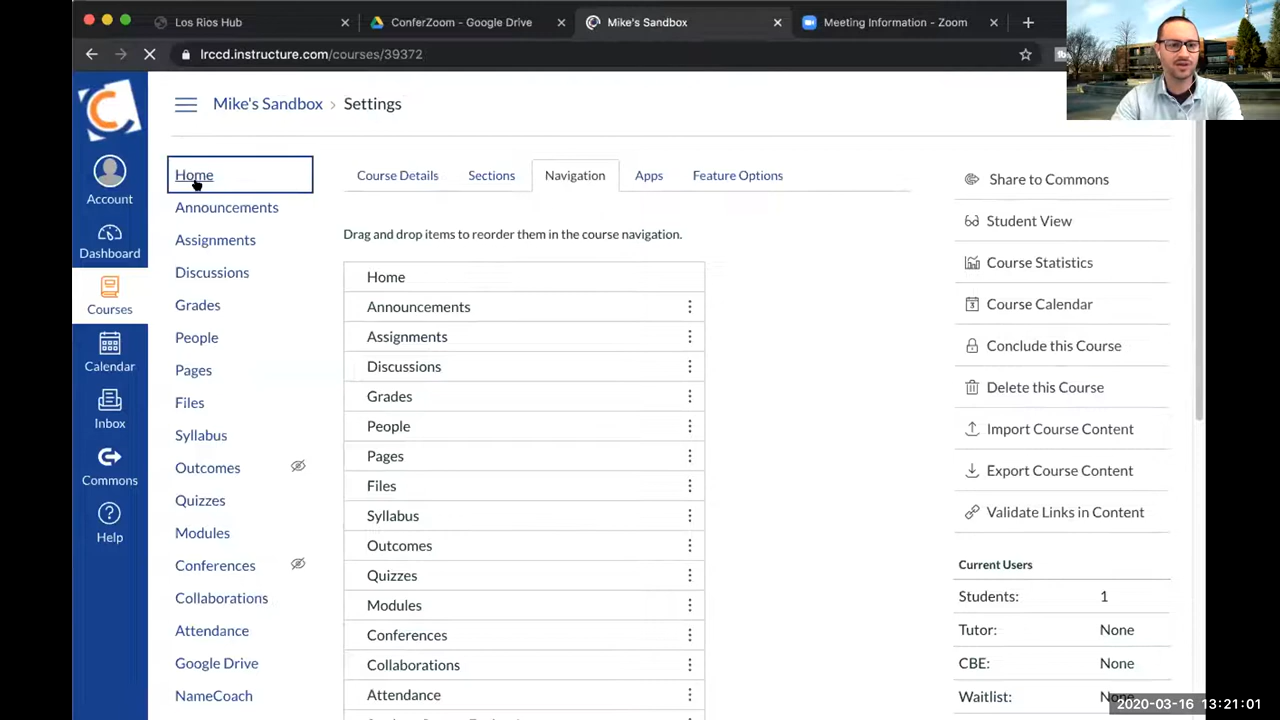 Los Rios Hub
ConferZoom - Google Drive
Mike's Sandbox
Meeting Information - Zoom
lrccd.instructure.com/courses/39372
Mike's Sandbox › Settings
Account
Dashboard
Courses
Calendar
Inbox
Commons
Help
Home
Announcements
Assignments
Discussions
Grades
People
Pages
Files
Syllabus
Outcomes
Quizzes
Modules
Conferences
Collaborations
Attendance
Google Drive
NameCoach
Course Details
Sections
Navigation
Apps
Feature Options
Drag and drop items to reorder them in the course navigation.
Home
Announcements
Assignments
Discussions
Grades
People
Pages
Files
Syllabus
Outcomes
Quizzes
Modules
Conferences
Collaborations
Attendance
Share to Commons
Student View
Course Statistics
Course Calendar
Conclude this Course
Delete this Course
Import Course Content
Export Course Content
Validate Links in Content
Current Users
Students: 1
Tutor: None
CBE: None
Waitlist: None
2020-03-16 13:21:01